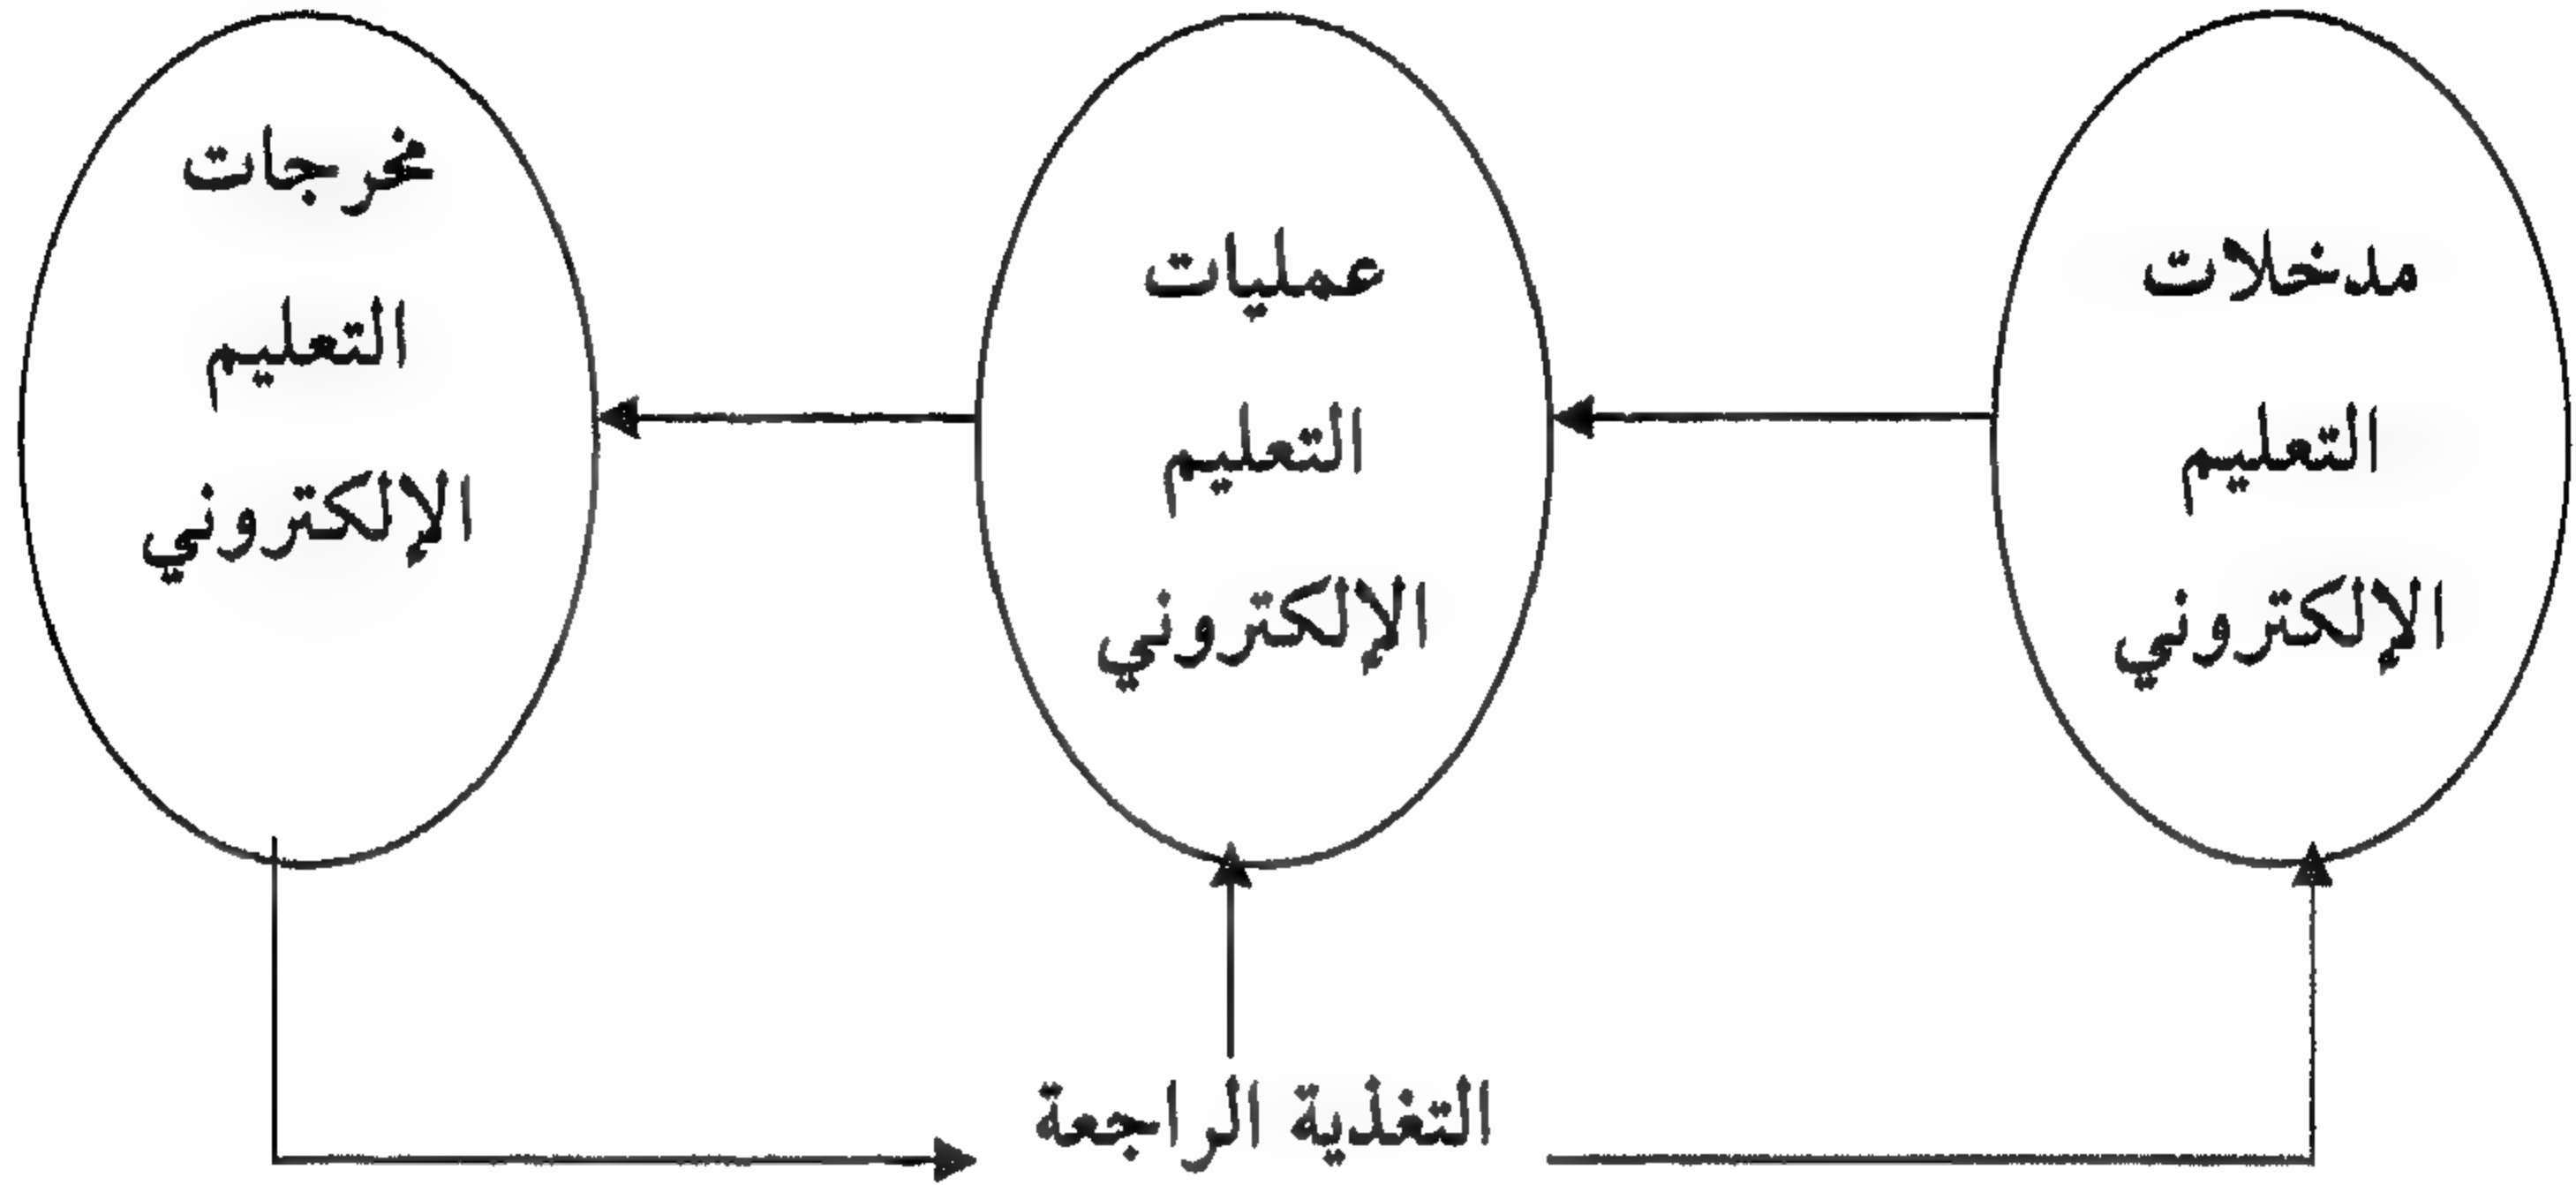 مدخلات
التعليم
الإلكتروني
عمليات
التعليم
الإلكتروني
مخرجات
التعليم
الإلكتروني
التغذية الراجعة